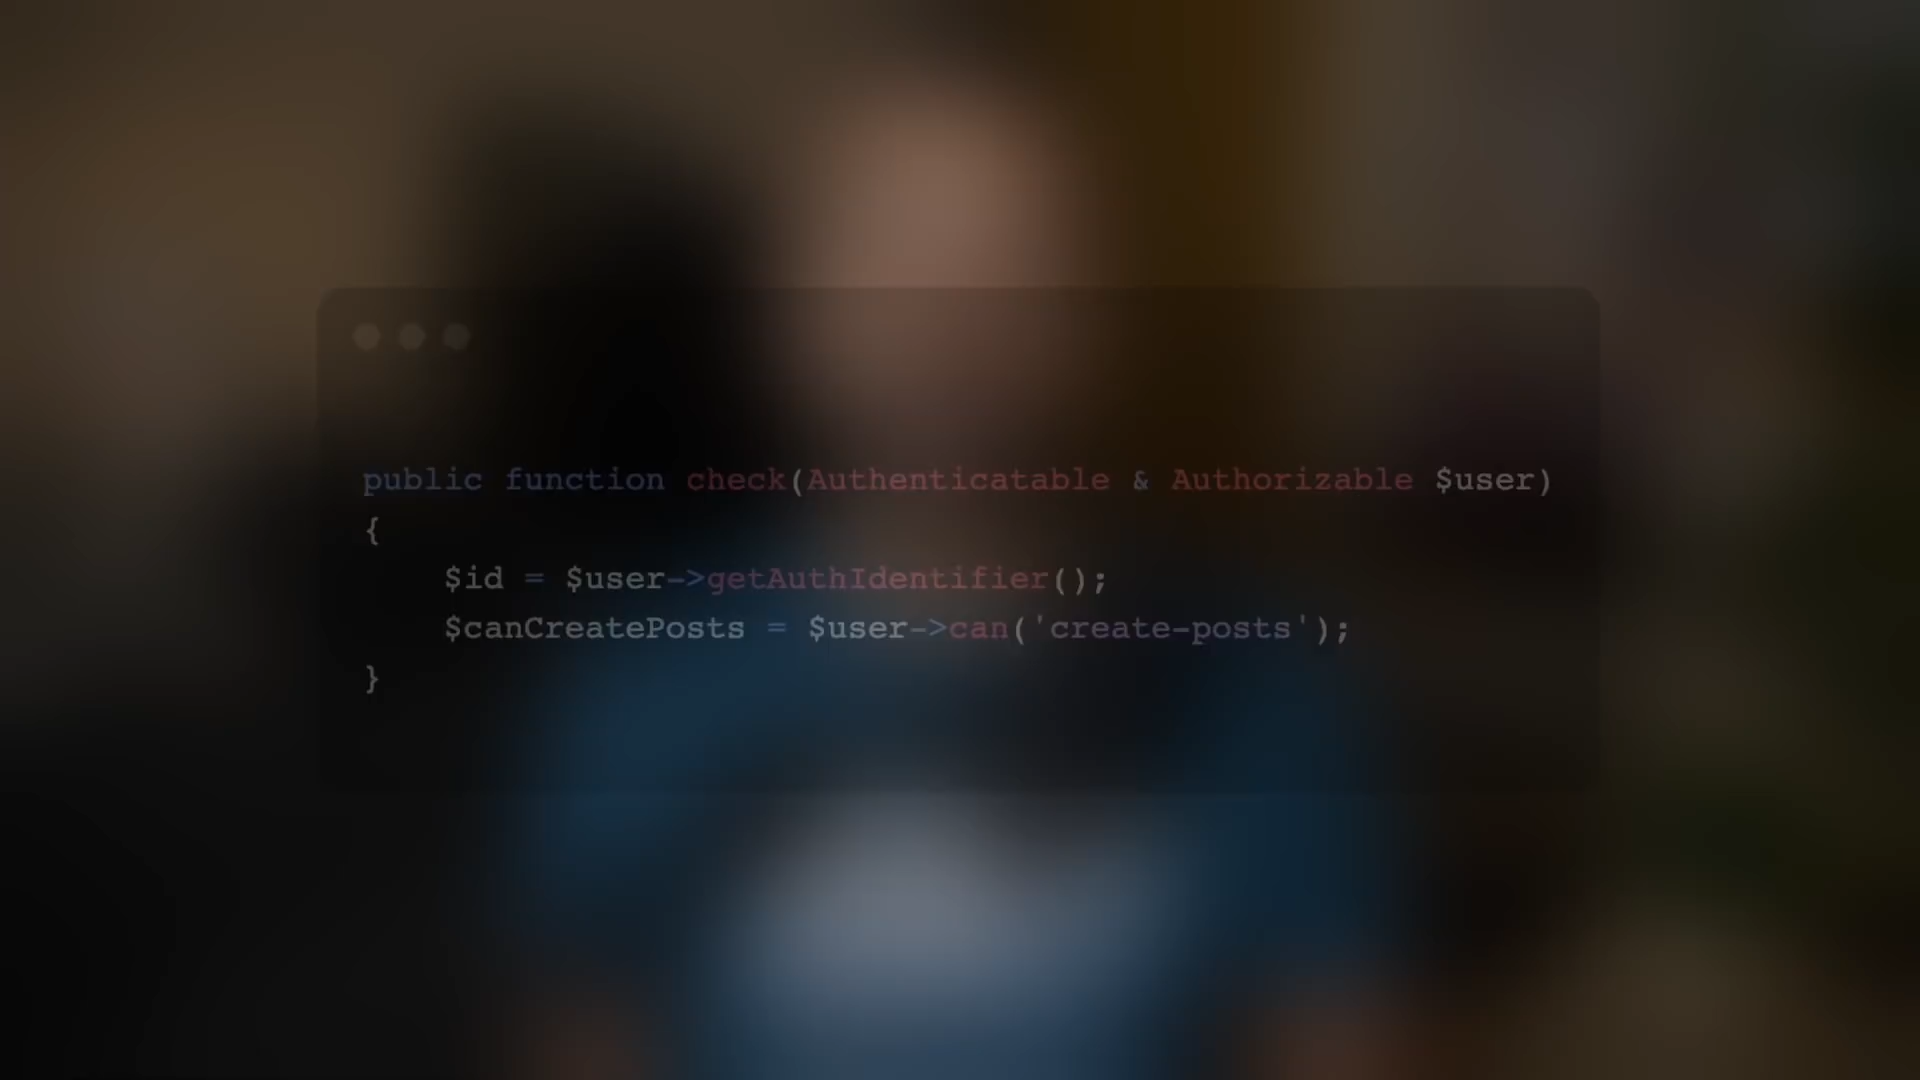 public function check(Authenticatable & Authorizable $user)
{
    $id = $user->getAuthIdentifier();
    $canCreatePosts = $user->can('create-posts');
}